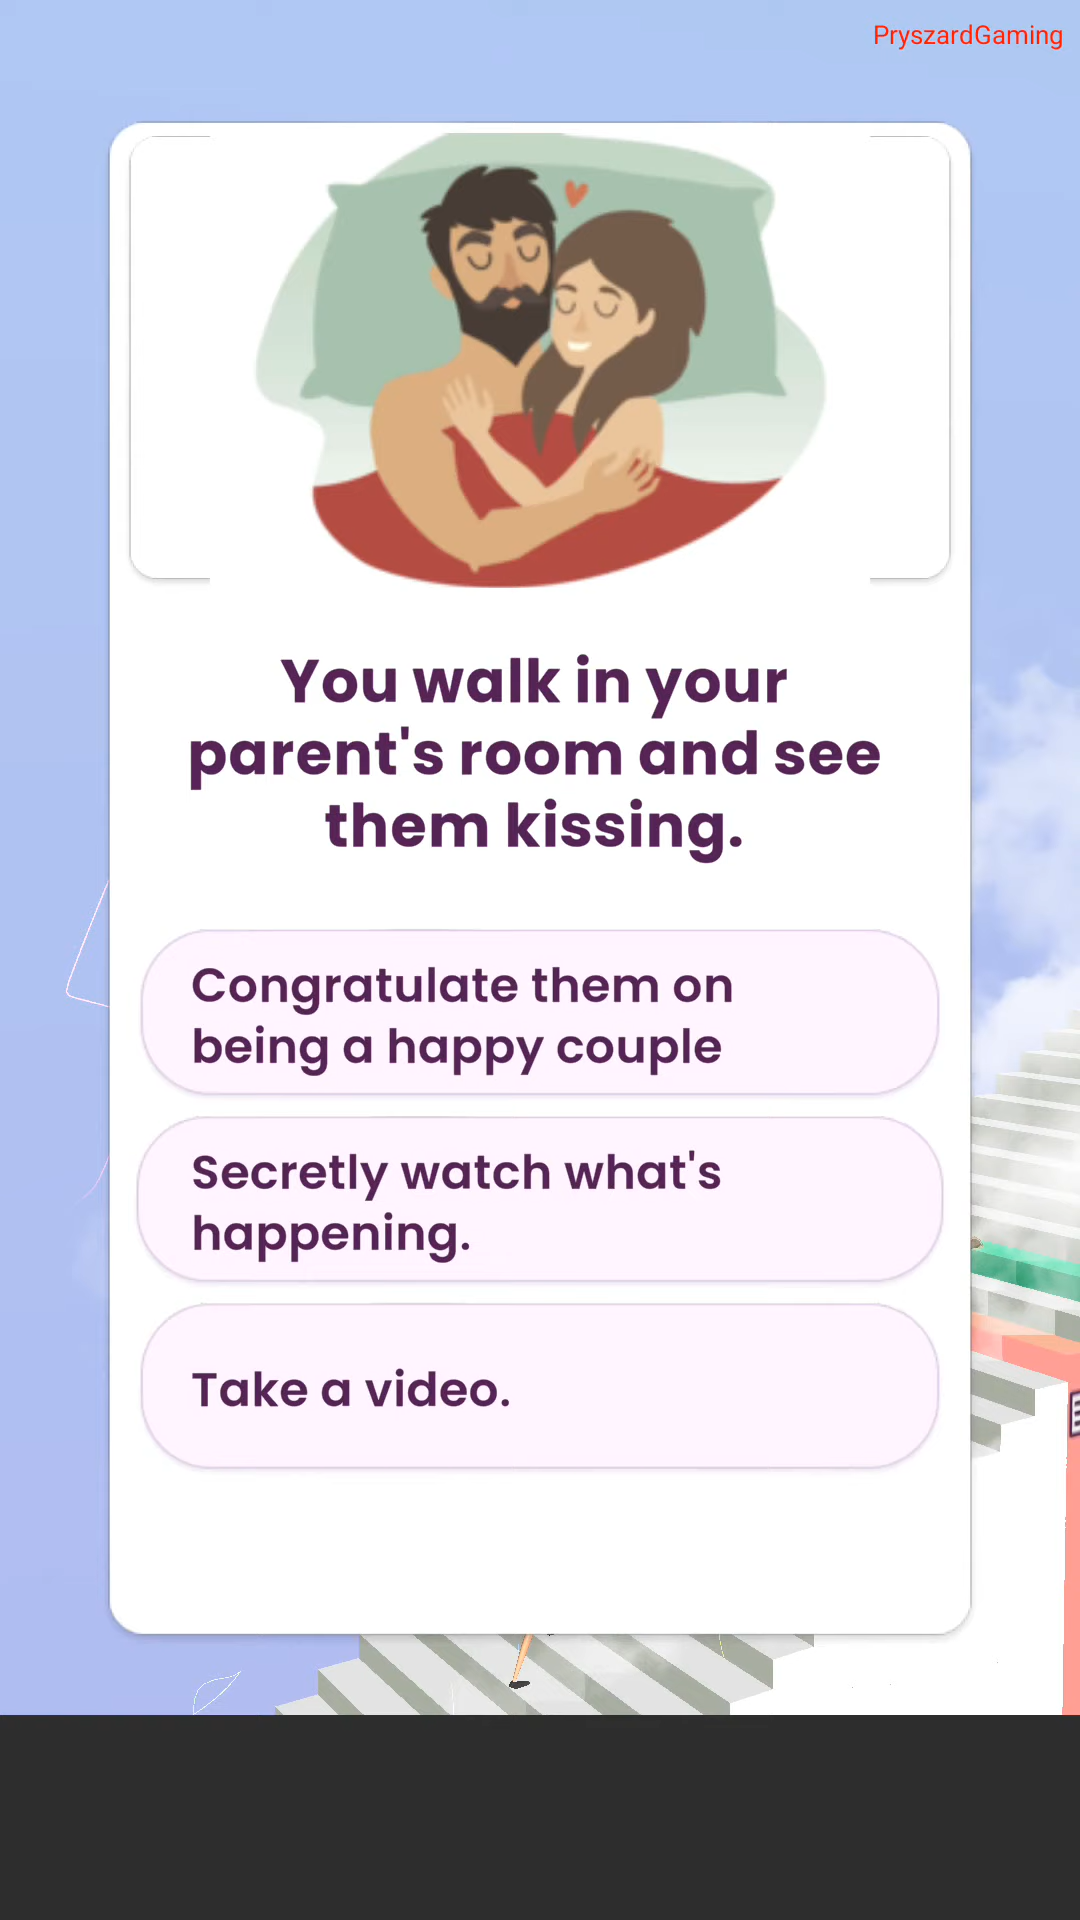 PryszardGaming
You walk in your
parent's room and see
them kissing.
Congratulate them on
being a happy couple
Secretly watch what's
happening.
Take a video.